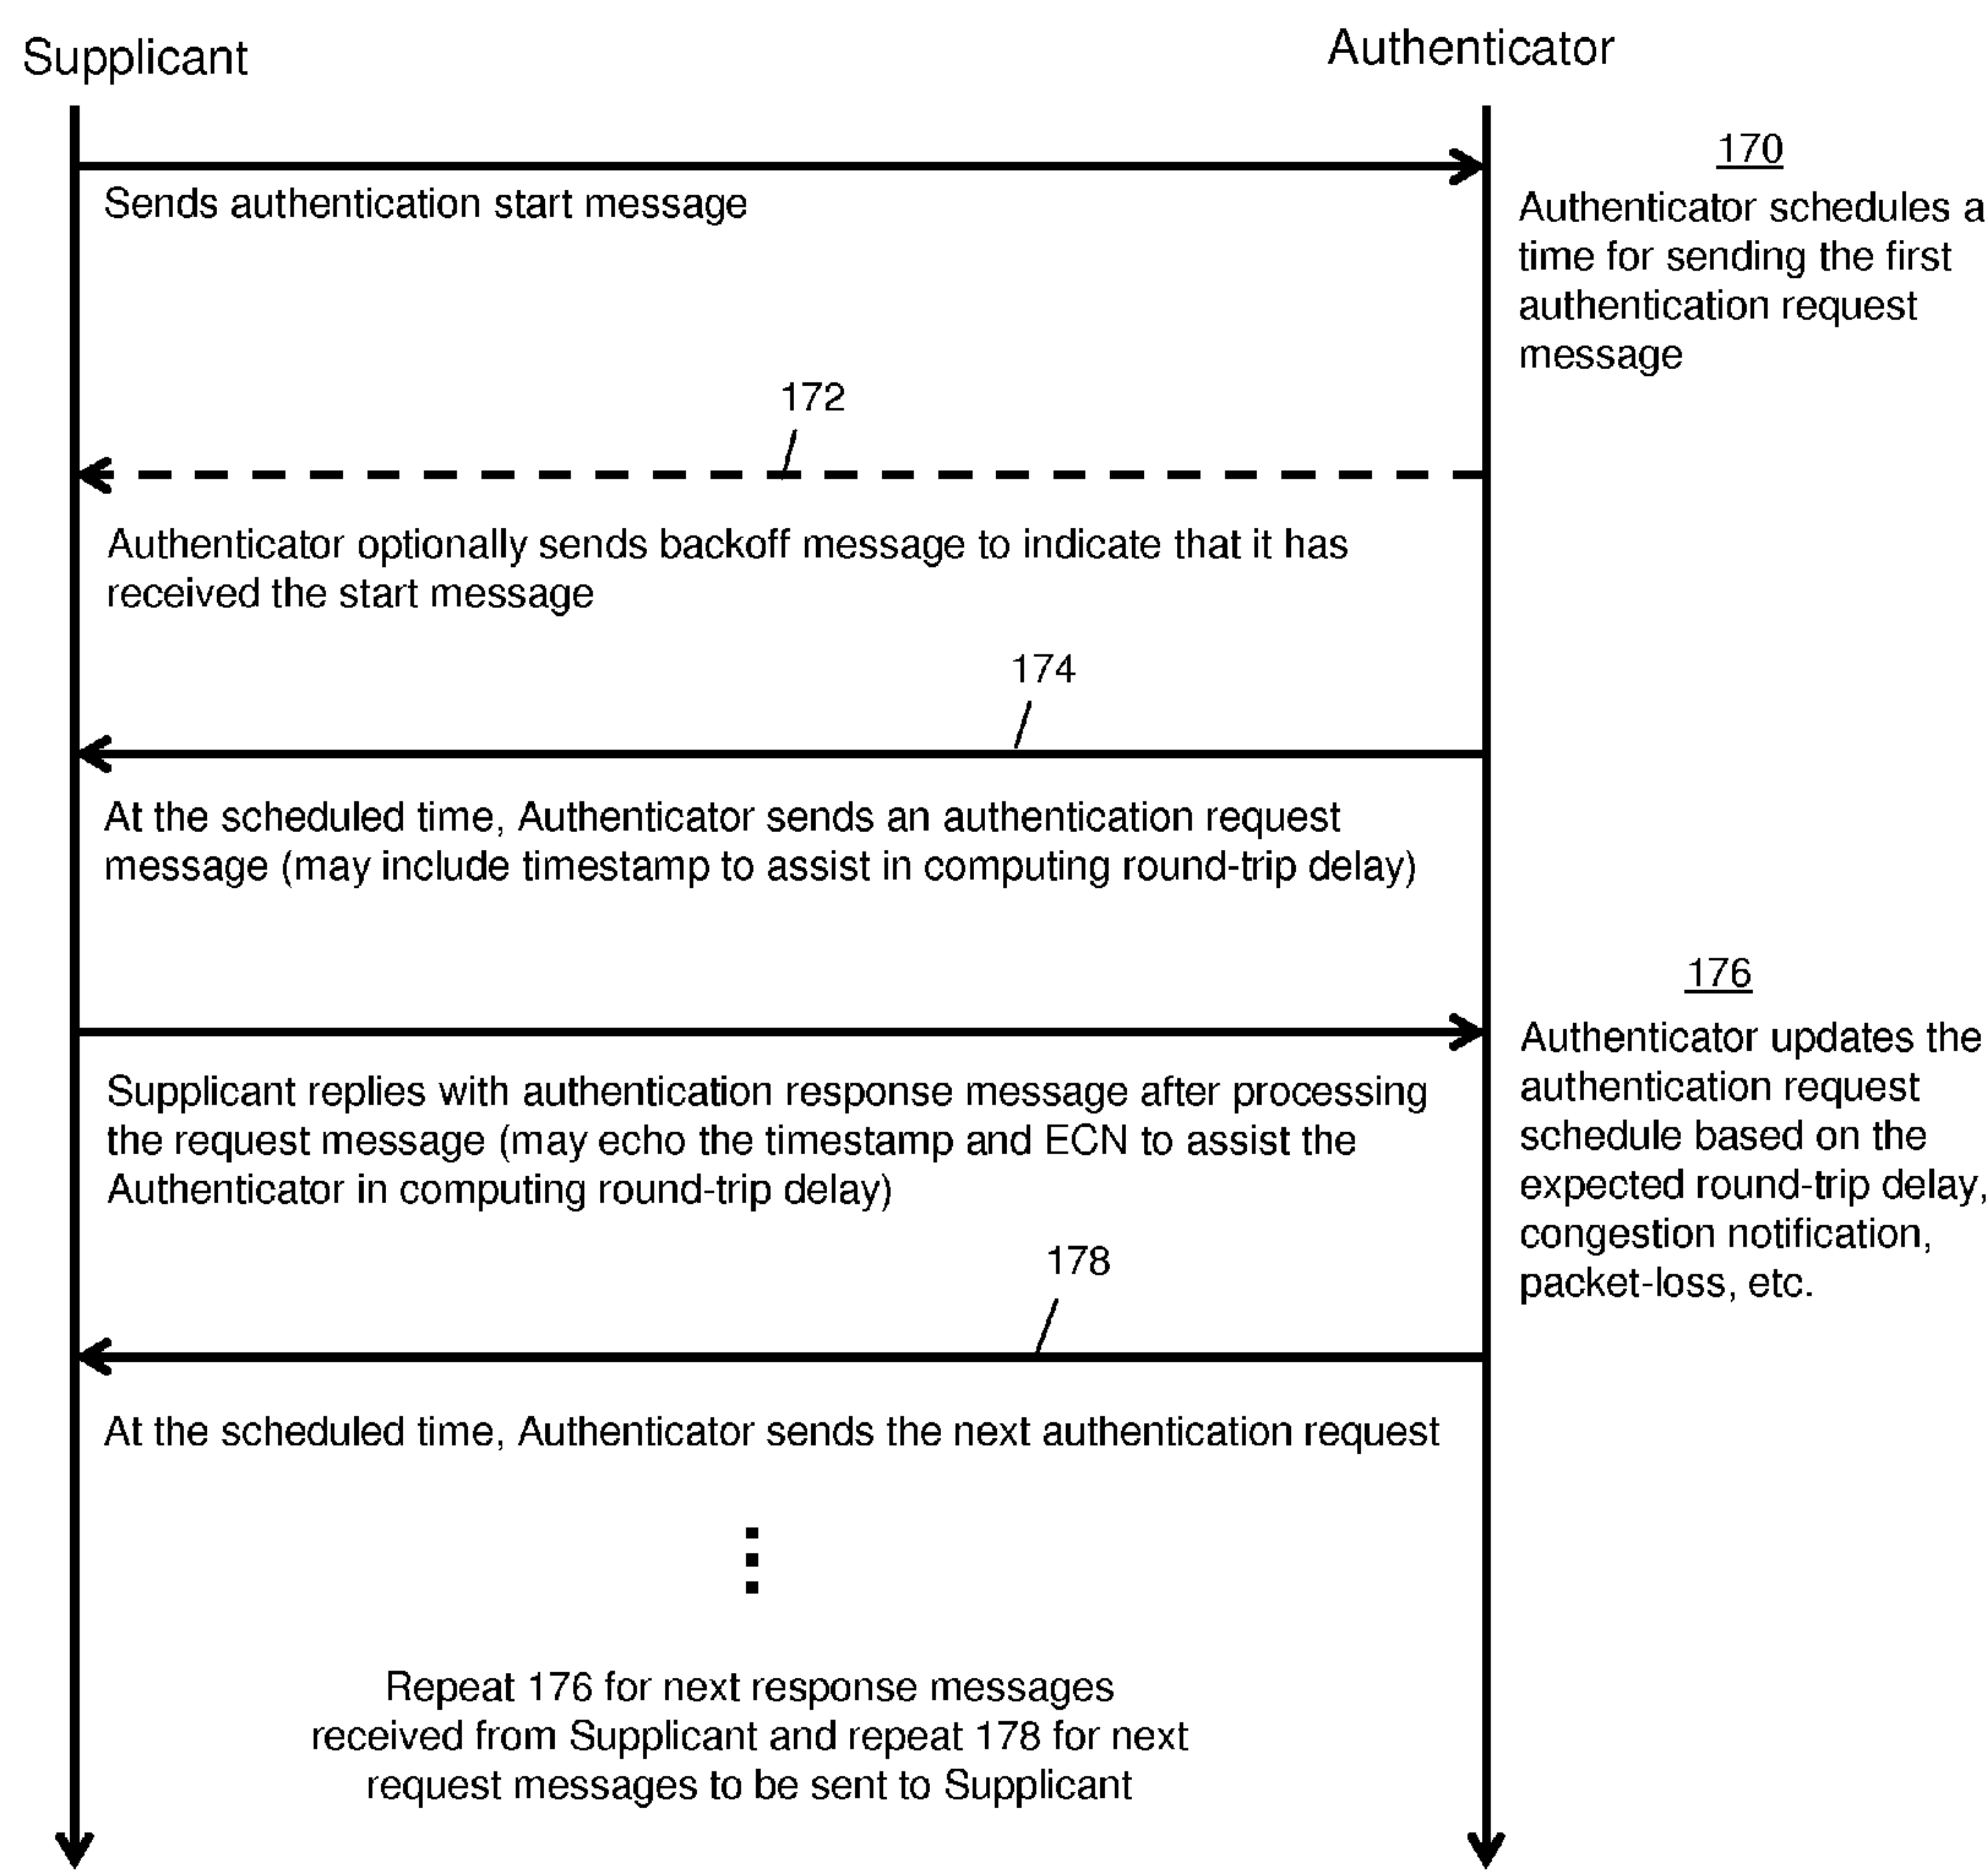 Supplicant
Authenticator
Sends authentication start message
170
Authenticator schedules a
time for sending the first
authentication request
message
172
Authenticator optionally sends backoff message to indicate that it has
received the start message
174
At the scheduled time, Authenticator sends an authentication request
message (may include timestamp to assist in computing round-trip delay)
176
Authenticator updates the
authentication request
schedule based on the
expected round-trip delay,
congestion notification,
packet-loss, etc.
Supplicant replies with authentication response message after processing
the request message (may echo the timestamp and ECN to assist the
Authenticator in computing round-trip delay)
178
At the scheduled time, Authenticator sends the next authentication request
Repeat 176 for next response messages
received from Supplicant and repeat 178 for next
request messages to be sent to Supplicant